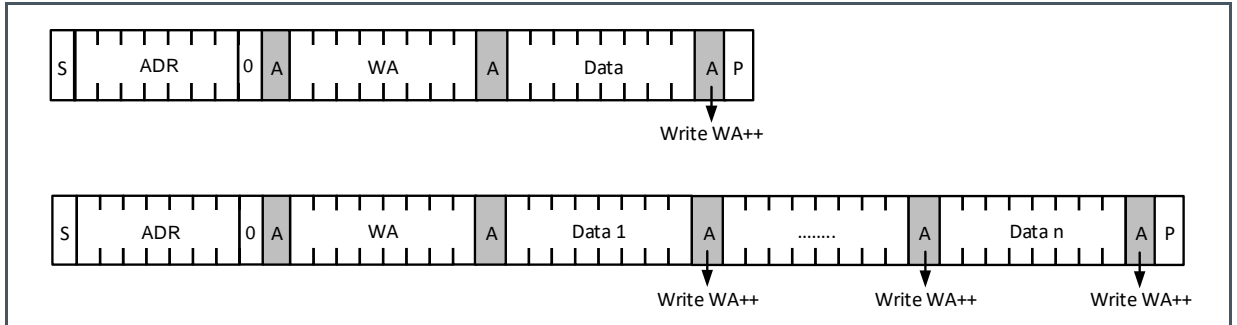 S ADR 0 A WA A Data A P
Write WA++
S ADR 0 A WA A Data 1 A ........ A Data n A P
Write WA++ Write WA++ Write WA++